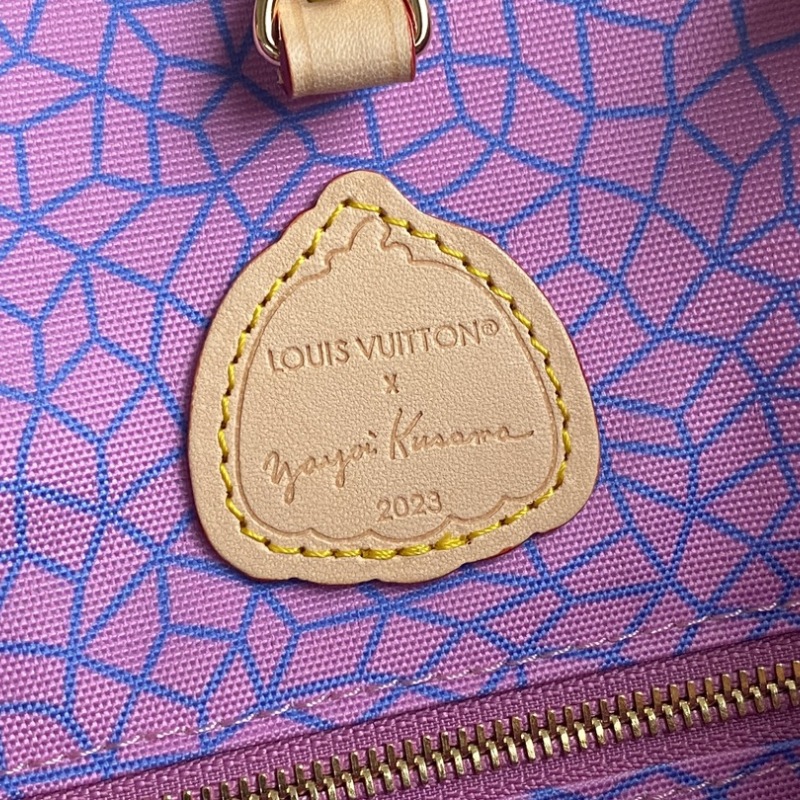 LOUIS VUITTON®
X
Yayoi Kusama
2023